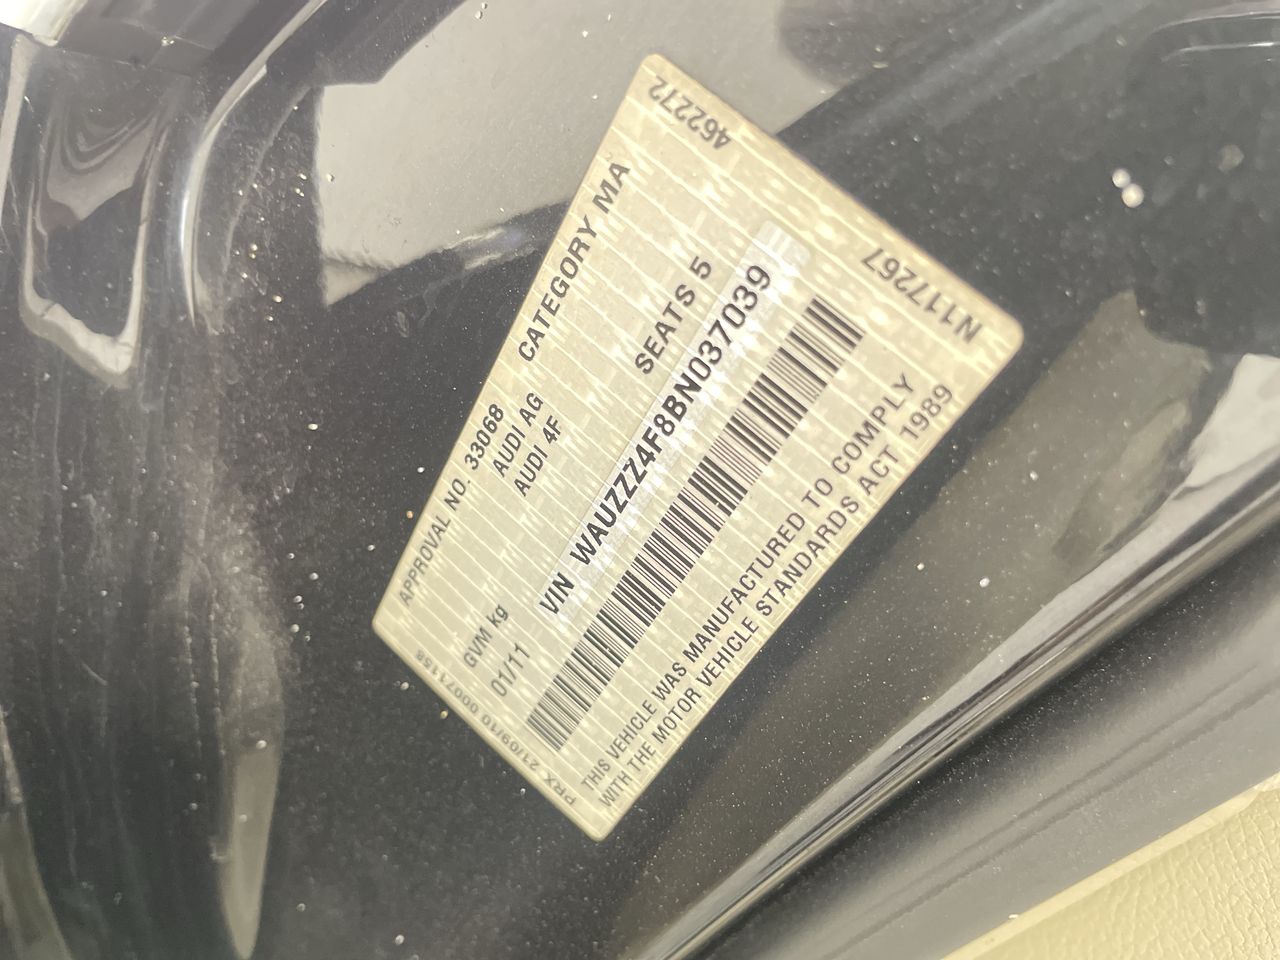 462272
APPROVAL NO. 33068 CATEGORY MA
AUDI AG
AUDI 4F
GVM kg SEATS 5
01/11
VIN WAUZZZ4F8BN037039
THIS VEHICLE WAS MANUFACTURED TO COMPLY
WITH THE MOTOR VEHICLE STANDARDS ACT 1989
PRX 21/09/10 00071158
N117267